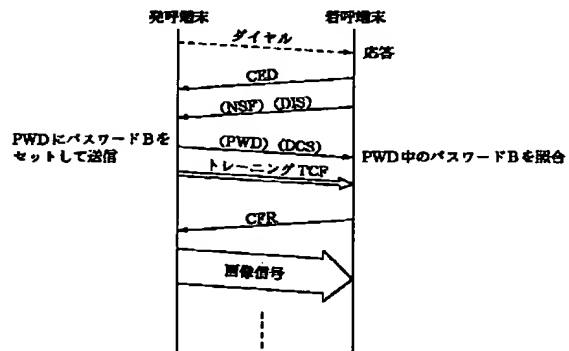 発呼端末 着呼端末
ダイヤル
応答
CED
(NSF) (DIS)
PWDにパスワードBを
セットして送信
(PWD) (DCS)
PWD中のパスワードBを照合
トレーニングTCF
CFR
画像信号